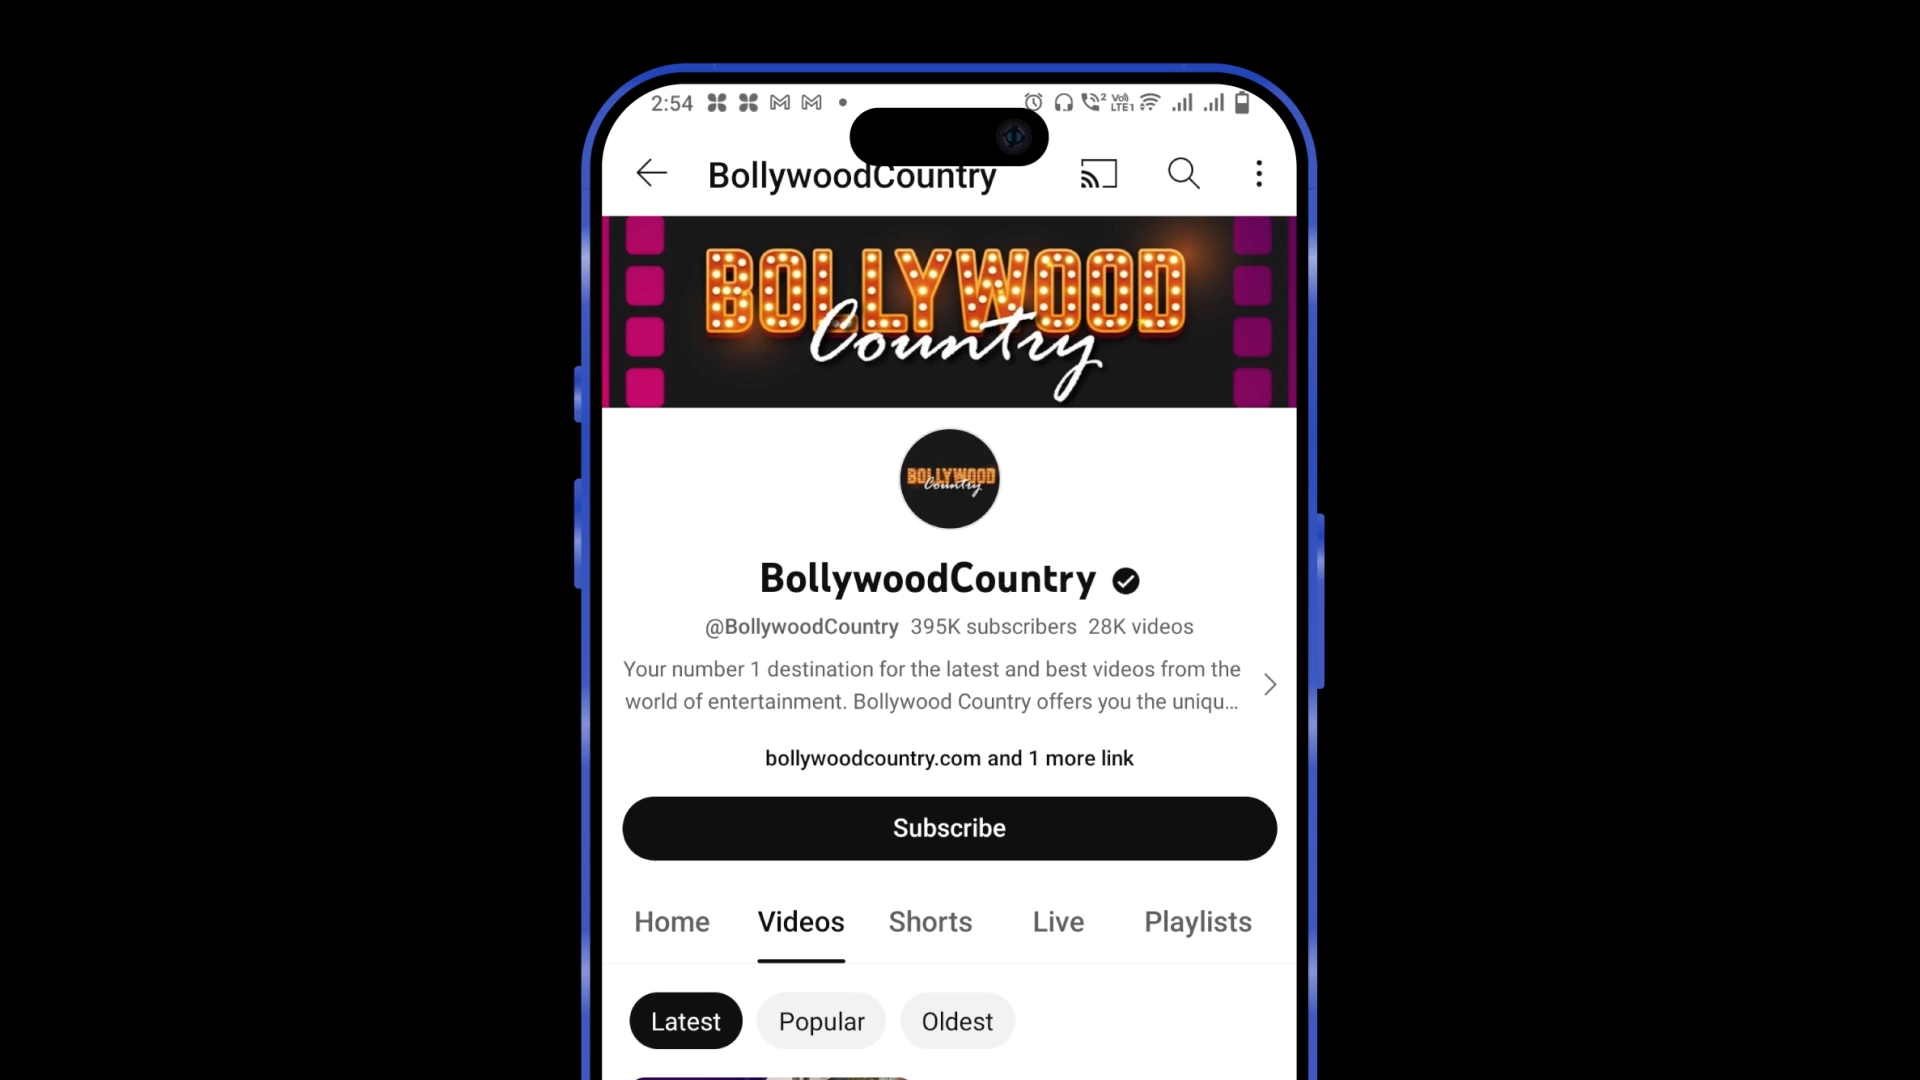 2:54
Vo)) LTE1
BollywoodCountry
BOLLYWOOD
Country
BOLLYWOOD
Country
BollywoodCountry
@BollywoodCountry 395K subscribers 28K videos
Your number 1 destination for the latest and best videos from the
world of entertainment. Bollywood Country offers you the uniqu...
bollywoodcountry.com and 1 more link
Subscribe
Home Videos Shorts Live Playlists
Latest Popular Oldest